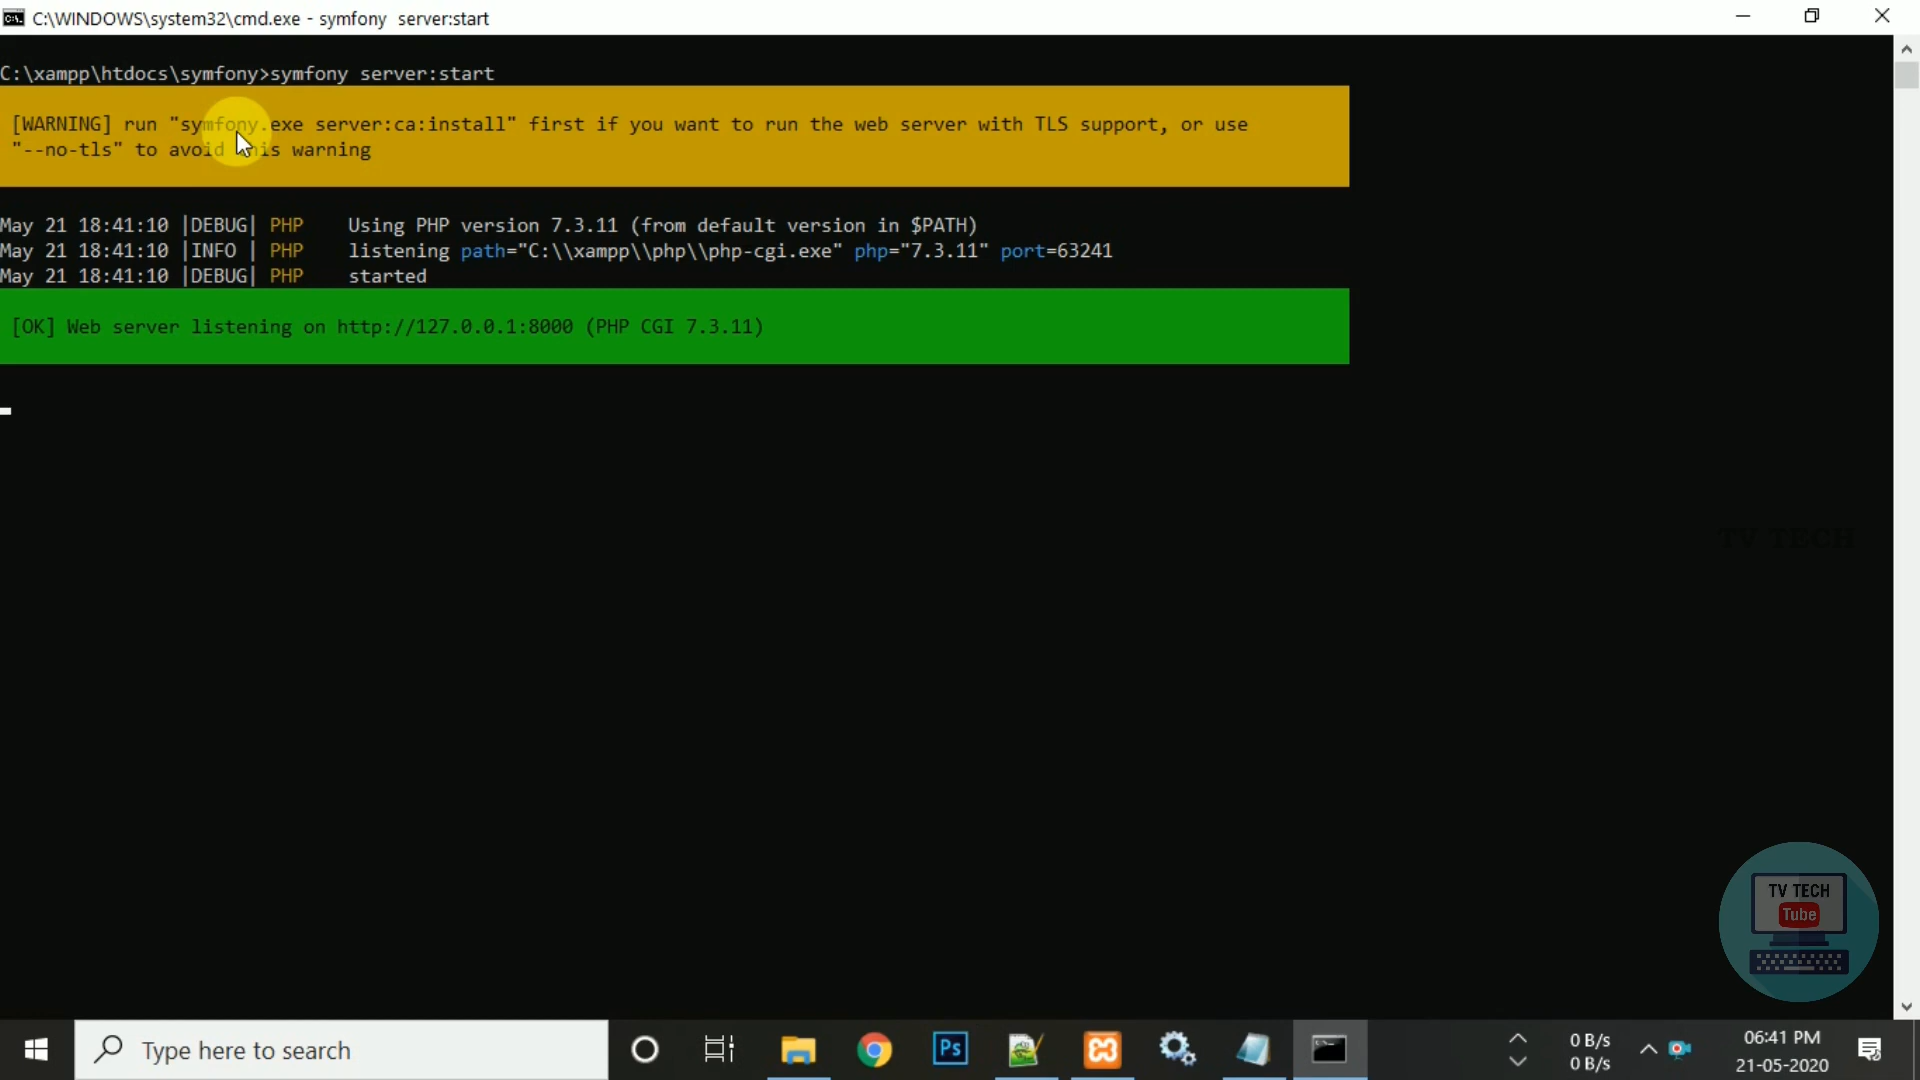 C:\WINDOWS\system32\cmd.exe - symfony  server:start
C:\xampp\htdocs\symfony>symfony server:start
[WARNING] run "symfony.exe server:ca:install" first if you want to run the web server with TLS support, or use
"--no-tls" to avoid this warning
May 21 18:41:10 |DEBUG| PHP    Using PHP version 7.3.11 (from default version in $PATH)
May 21 18:41:10 |INFO | PHP    listening path="C:\\xampp\\php\\php-cgi.exe" php="7.3.11" port=63241
May 21 18:41:10 |DEBUG| PHP    started
[OK] Web server listening on http://127.0.0.1:8000 (PHP CGI 7.3.11)
TV TECH
TV TECH
Tube
Type here to search
Ps
0 B/s
0 B/s
06:41 PM
21-05-2020